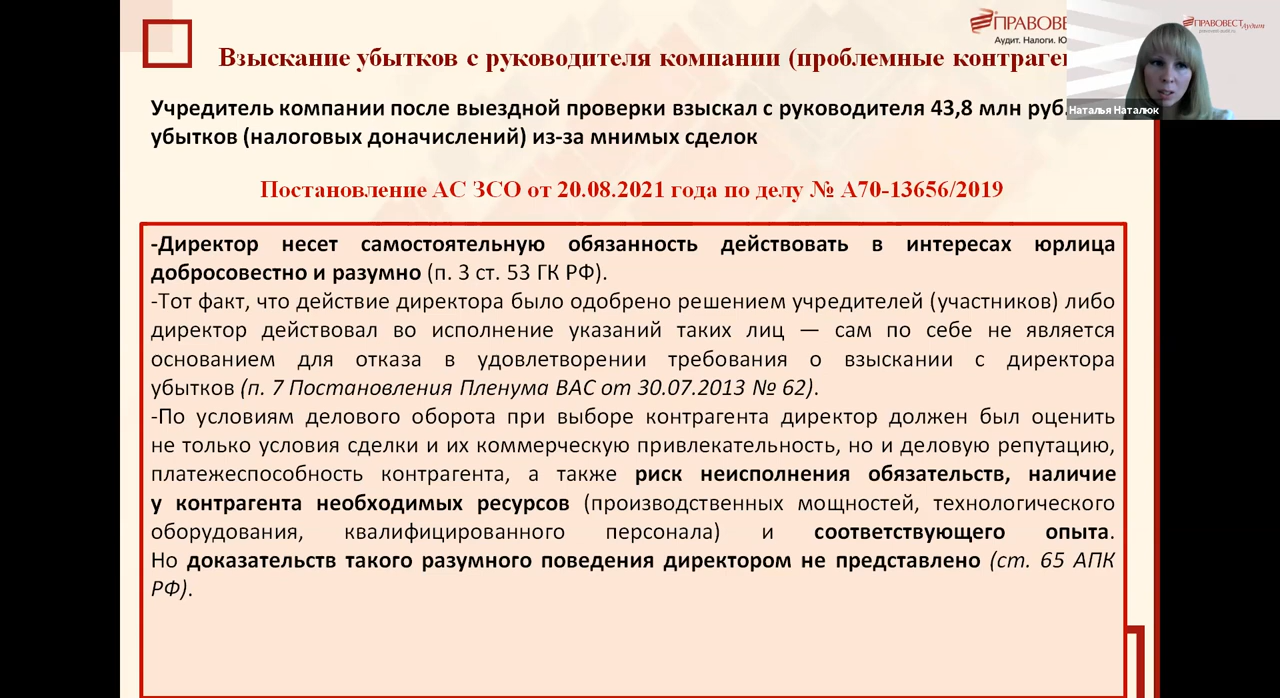 ПРАВОВЕ
Аудит. Налоги. Ю
Взыскание убытков с руководителя компании (проблемные контраген
ПРАВОВЕСТ Аудит
Наталья Наталюк
Учредитель компании после выездной проверки взыскал с руководителя 43,8 млн руб.
убытков (налоговых доначислений) из-за мнимых сделок
Постановление АС ЗСО от 20.08.2021 года по делу № А70-13656/2019
-Директор несет самостоятельную обязанность действовать в интересах юрлица
добросовестно и разумно (п. 3 ст. 53 ГК РФ).
-Тот факт, что действие директора было одобрено решением учредителей (участников) либо
директор действовал во исполнение указаний таких лиц — сам по себе не является
основанием для отказа в удовлетворении требования о взыскании с директора
убытков (п. 7 Постановления Пленума ВАС от 30.07.2013 № 62).
-По условиям делового оборота при выборе контрагента директор должен был оценить
не только условия сделки и их коммерческую привлекательность, но и деловую репутацию,
платежеспособность контрагента, а также риск неисполнения обязательств, наличие
у контрагента необходимых ресурсов (производственных мощностей, технологического
оборудования, квалифицированного персонала) и соответствующего опыта.
Но доказательств такого разумного поведения директором не представлено (ст. 65 АПК
РФ).